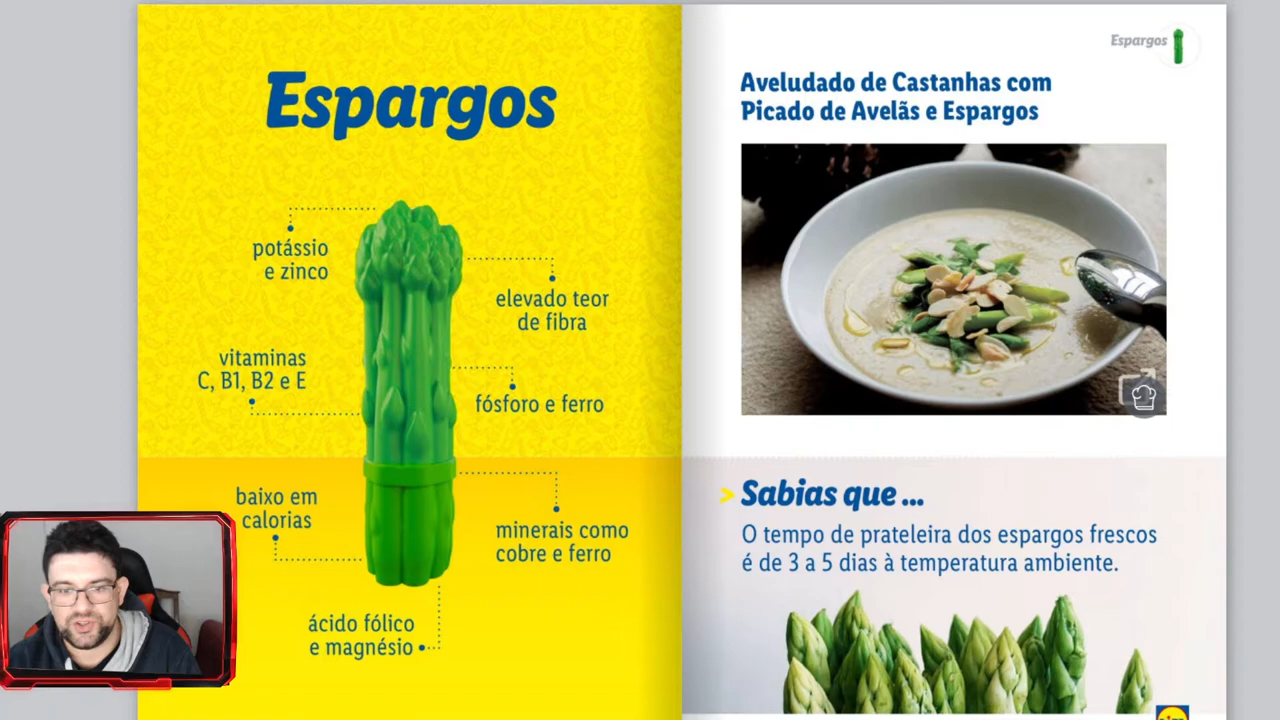 Espargos
potássio
e zinco
elevado teor
de fibra
vitaminas
C, B1, B2 e E
fósforo e ferro
baixo em
calorias
minerais como
cobre e ferro
ácido fólico
e magnésio
Espargos
Aveludado de Castanhas com
Picado de Avelãs e Espargos
> Sabias que ...
O tempo de prateleira dos espargos frescos
é de 3 a 5 dias à temperatura ambiente.